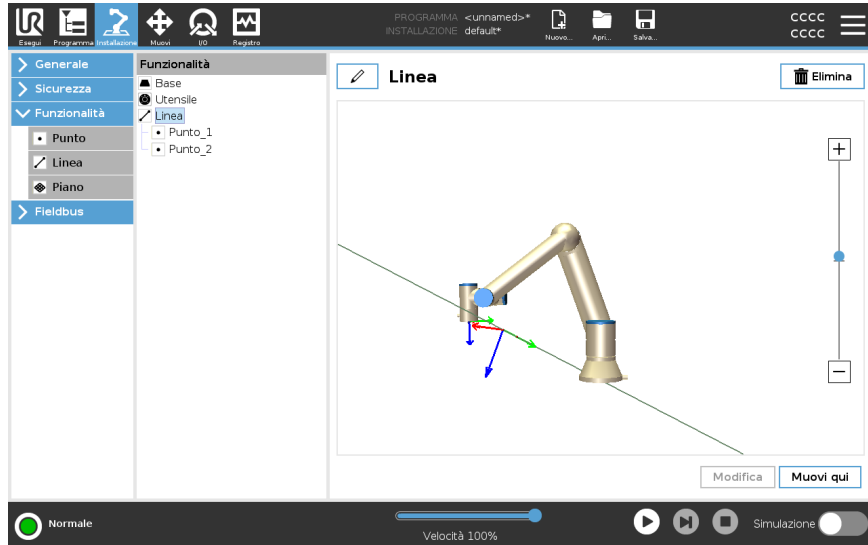 UR
Esegui
Programma
Installazione
Muovi
I/O
Registro
PROGRAMMA <unnamed>*
INSTALLAZIONE default*
Nuovo...
Apri...
Salva...
CCCC
CCCC
Generale
Sicurezza
Funzionalità
Punto
Linea
Piano
Fieldbus
Funzionalità
Base
Utensile
Linea
Punto_1
Punto_2
Linea
Elimina
Modifica
Muovi qui
Normale
Velocità 100%
Simulazione